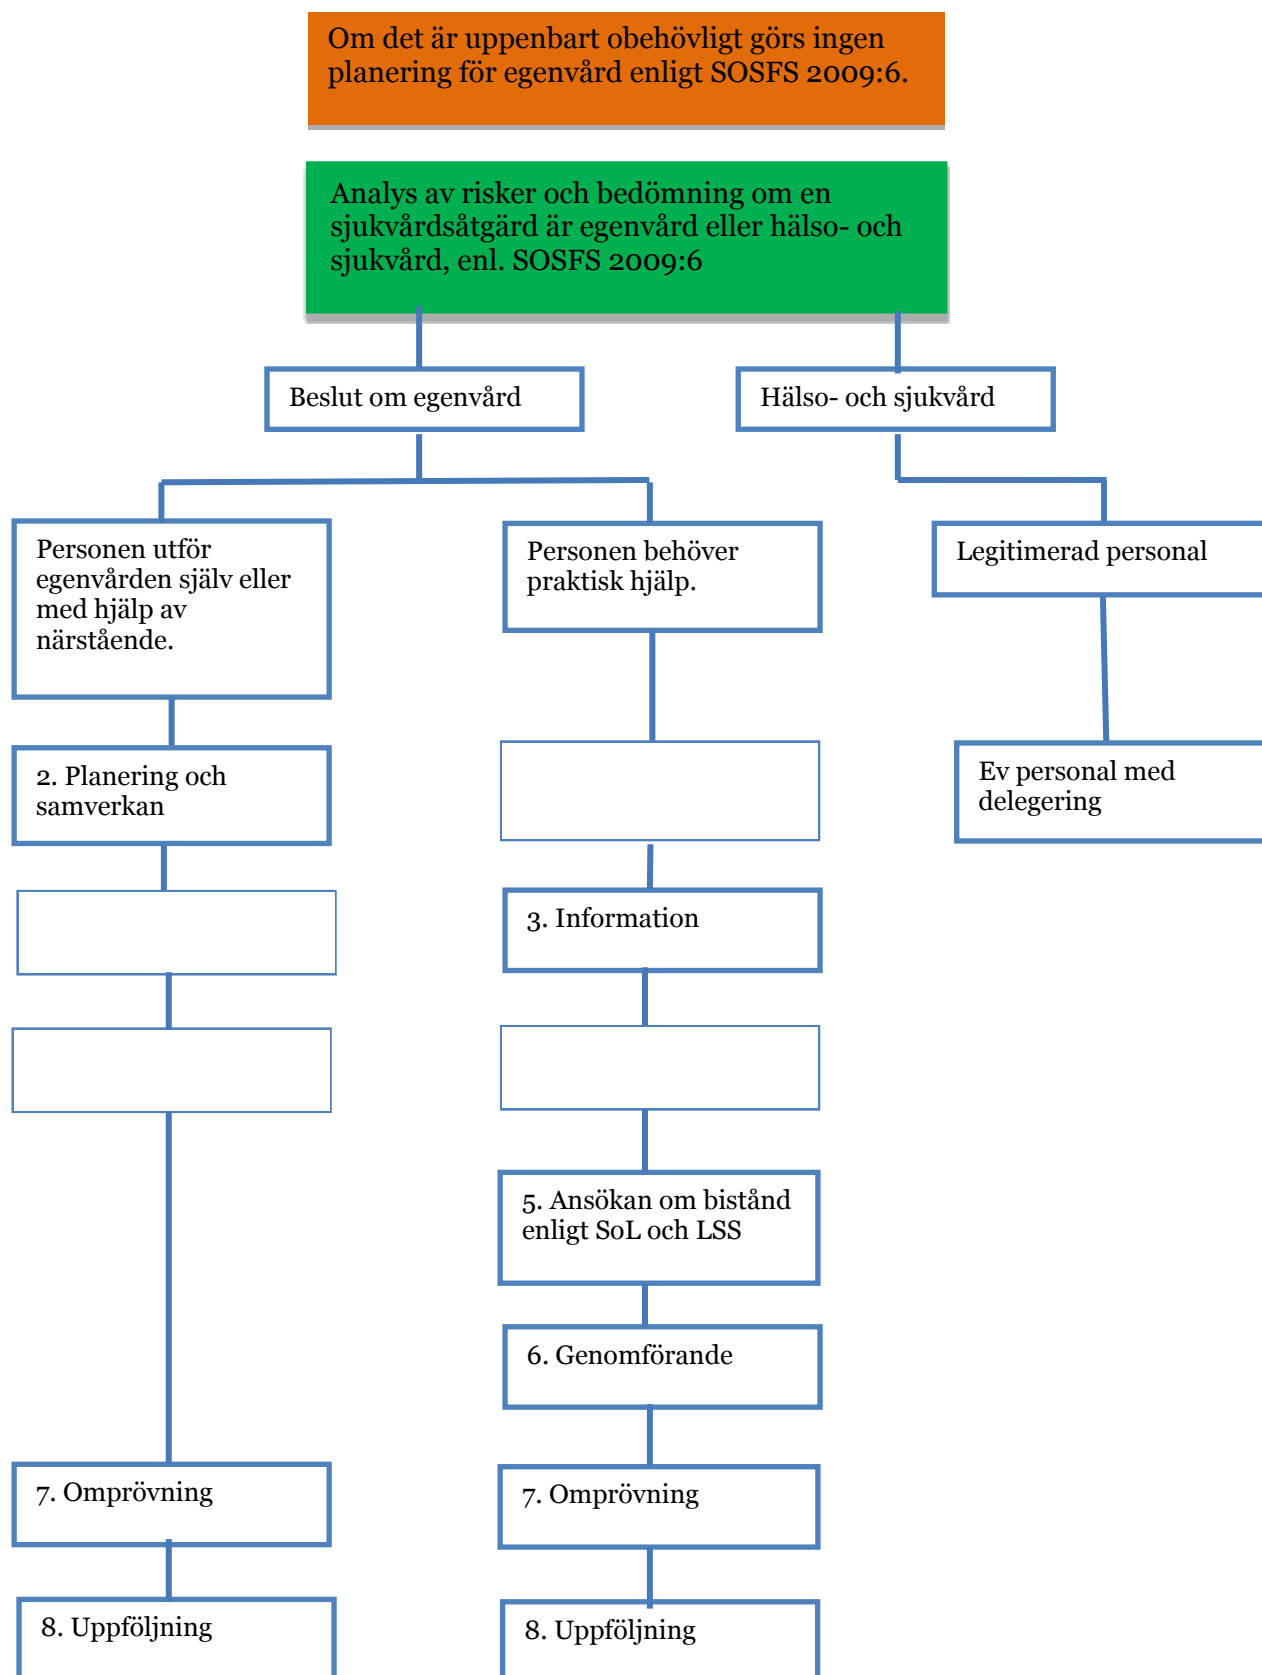 Om det är uppenbart obehövligt görs ingen
planering för egenvård enligt SOSFS 2009:6.
Analys av risker och bedömning om en
sjukvårdsåtgärd är egenvård eller hälso- och
sjukvård, enl. SOSFS 2009:6
Beslut om egenvård
Hälso- och sjukvård
Personen utför
egenvården själv eller
med hjälp av
närstående.
Personen behöver
praktisk hjälp.
Legitimerad personal
2. Planering och
samverkan
Ev personal med
delegering
3. Information
5. Ansökan om bistånd
enligt SoL och LSS
6. Genomförande
7. Omprövning
7. Omprövning
8. Uppföljning
8. Uppföljning